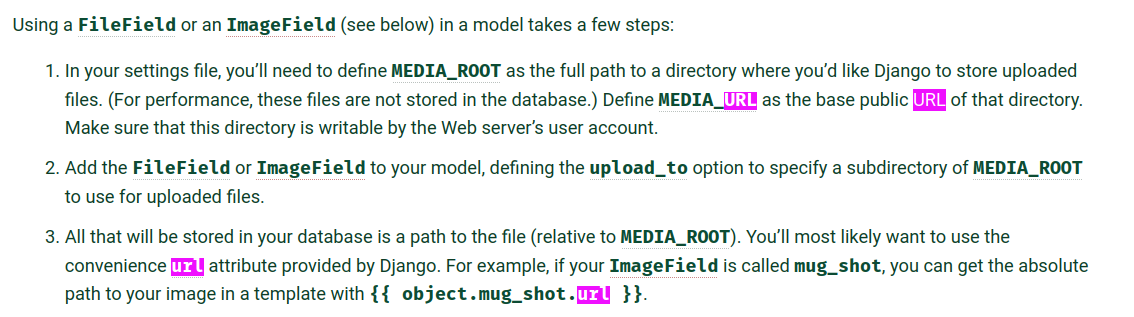 Using a FileField or an ImageField (see below) in a model takes a few steps:
1. In your settings file, you’ll need to define MEDIA_ROOT as the full path to a directory where you’d like Django to store uploaded
files. (For performance, these files are not stored in the database.) Define MEDIA_URL as the base public URL of that directory.
Make sure that this directory is writable by the Web server’s user account.
2. Add the FileField or ImageField to your model, defining the upload_to option to specify a subdirectory of MEDIA_ROOT
to use for uploaded files.
3. All that will be stored in your database is a path to the file (relative to MEDIA_ROOT). You’ll most likely want to use the
convenience url attribute provided by Django. For example, if your ImageField is called mug_shot, you can get the absolute
path to your image in a template with {{ object.mug_shot.url }}.